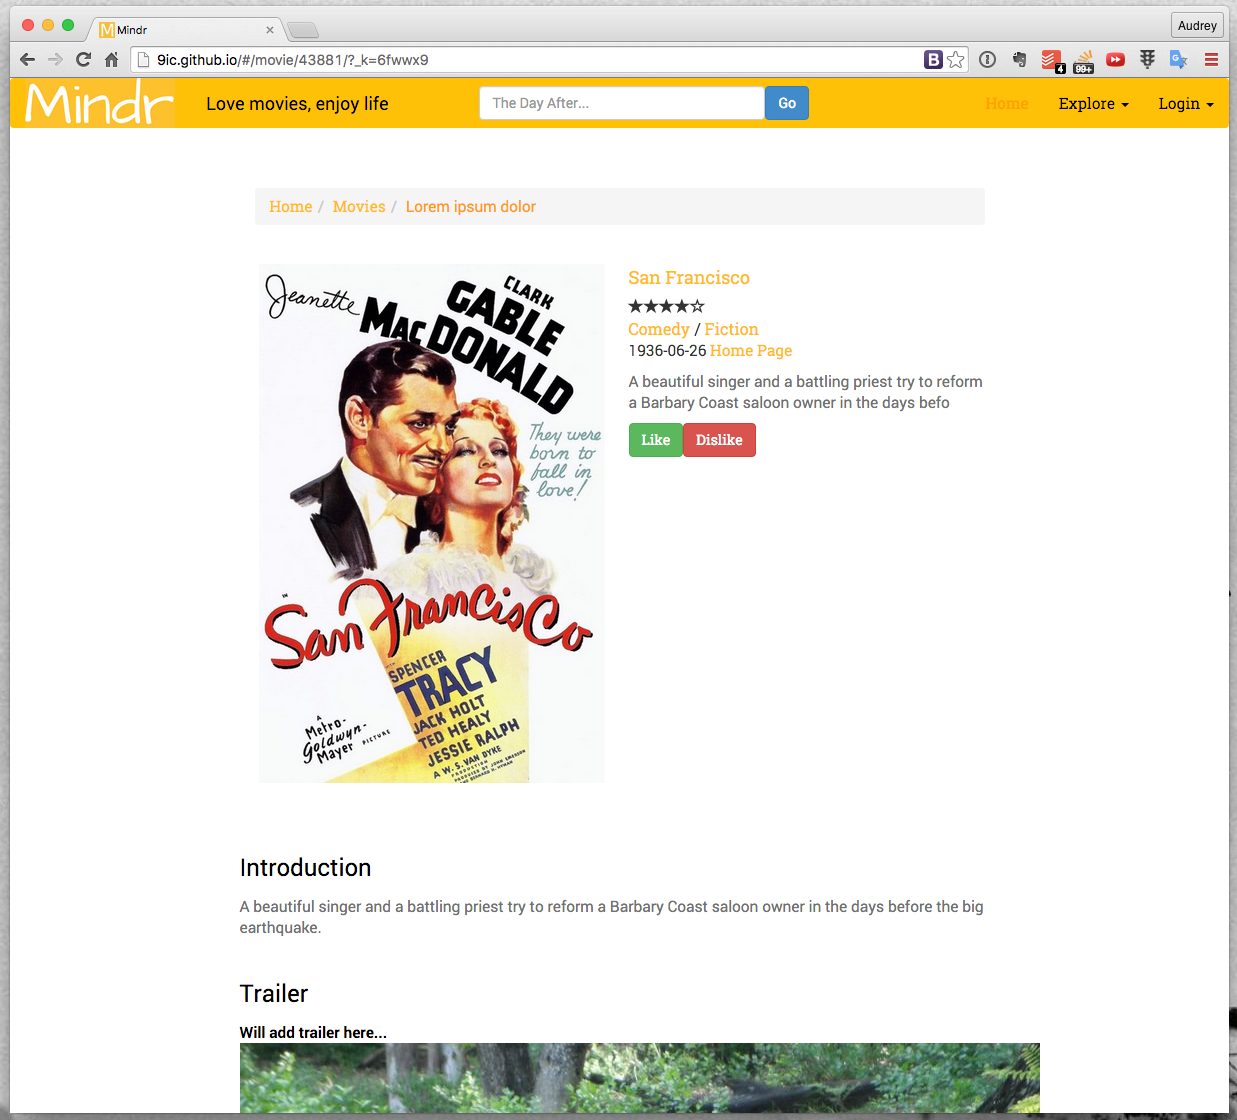 Mindr
Audrey
9ic.github.io/#/movie/43881/?_k=6fwwx9
B
4
99+
Mindr
Love movies, enjoy life
The Day After...
Go
Home
Explore
Login
Home / Movies / Lorem ipsum dolor
Jeanette
MacDonald
CLARK
GABLE
They were
born to
fall in
love!
San Francisco
SPENCER
TRACY
JACK HOLT
TED HEALY
JESSIE RALPH
A W.S. VAN DYKE
PRODUCTION
A
Metro-
Goldwyn-
Mayer PICTURE
San Francisco
★★★★☆
Comedy / Fiction
1936-06-26 Home Page
A beautiful singer and a battling priest try to reform
a Barbary Coast saloon owner in the days befo
Like
Dislike
Introduction
A beautiful singer and a battling priest try to reform a Barbary Coast saloon owner in the days before the big
earthquake.
Trailer
Will add trailer here...